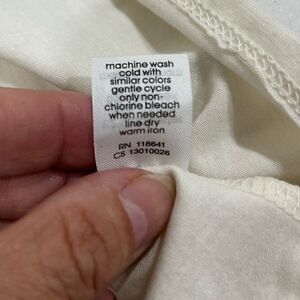 machine wash
cold with
similar colors
gentle cycle
only non-
chlorine bleach
when needed
line dry
warm iron
RN 118641
CS 13010026